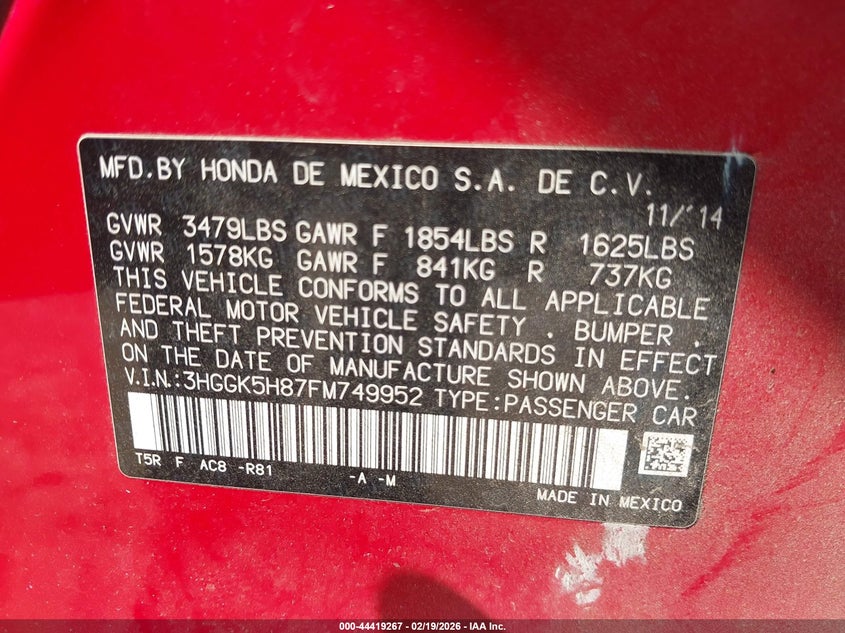 MFD.BY HONDA DE MEXICO S.A. DE C.V.
11/'14
GVWR 3479LBS GAWR F 1854LBS R 1625LBS
GVWR 1578KG GAWR F 841KG R 737KG
THIS VEHICLE CONFORMS TO ALL APPLICABLE
FEDERAL MOTOR VEHICLE SAFETY . BUMPER .
AND THEFT PREVENTION STANDARDS IN EFFECT
ON THE DATE OF MANUFACTURE SHOWN ABOVE.
V.I.N.:3HGGK5H87FM749952 TYPE:PASSENGER CAR
T5R F AC8 -R81 -A -M
MADE IN MEXICO
000-44419267 - 02/19/2026 - IAA Inc.